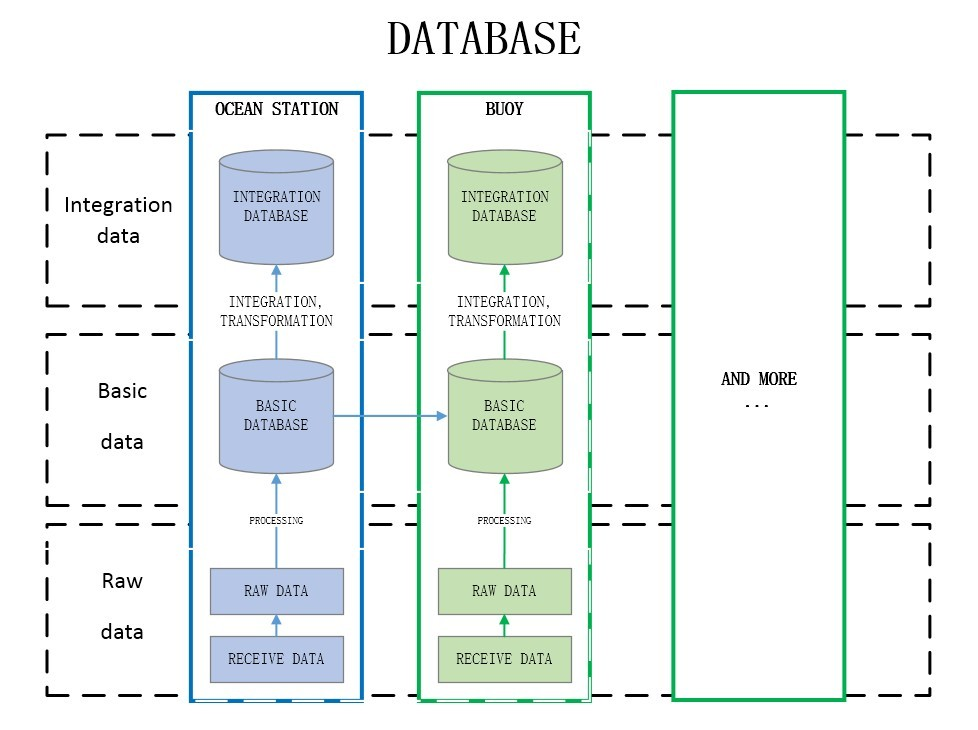 DATABASE
OCEAN STATION
BUOY
Integration
data
INTEGRATION
DATABASE
INTEGRATION
DATABASE
INTEGRATION,
TRANSFORMATION
INTEGRATION,
TRANSFORMATION
AND MORE
...
Basic
data
BASIC
DATABASE
BASIC
DATABASE
PROCESSING
PROCESSING
Raw
data
RAW DATA
RAW DATA
RECEIVE DATA
RECEIVE DATA